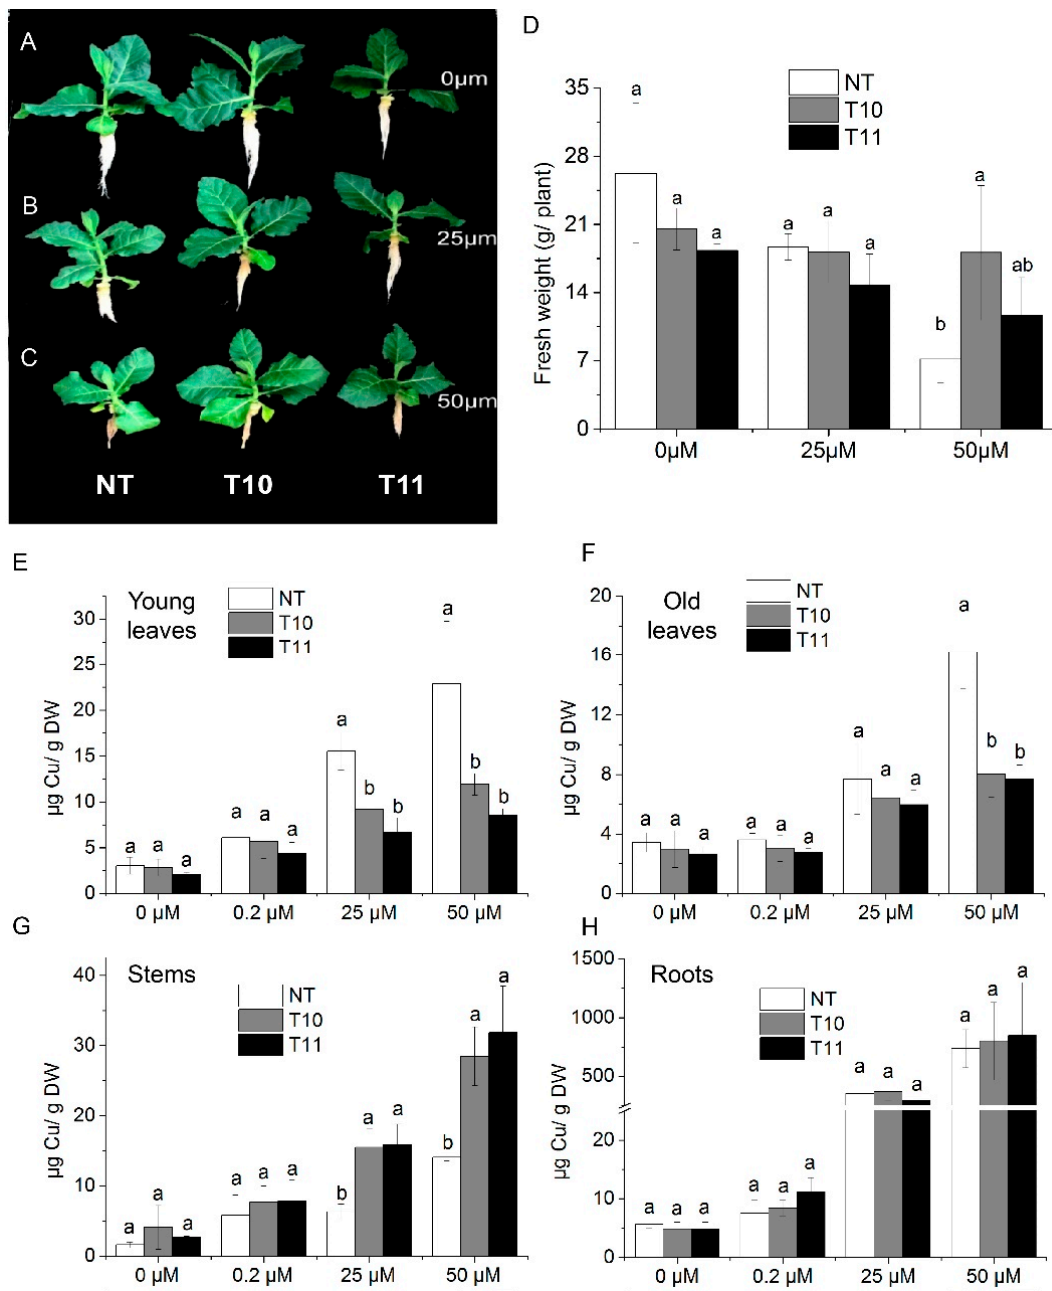 A
0µm
B
25µm
C
50µm
NT T10 T11
D
Fresh weight (g/ plant)
35
28
21
14
7
0
NT
T10
T11
a a a
a a a
b a ab
0µM 25µM 50µM
E
Young
leaves
NT
T10
T11
µg Cu/ g DW
30
25
20
15
10
5
0
a a a
a a a
a b b
a b b
0 µM 0.2 µM 25 µM 50 µM
F
Old
leaves
NT
T10
T11
µg Cu/ g DW
20
16
12
8
4
0
a a a
a a a
a a a
a b b
0 µM 0.2 µM 25 µM 50 µM
G
Stems
NT
T10
T11
µg Cu/ g DW
40
30
20
10
0
a a a
a a a
b a a
b a a
0 µM 0.2 µM 25 µM 50 µM
H
Roots
NT
T10
T11
µg Cu/ g DW
1500
1000
500
20
10
0
a a a
a a a
a a a
a a a
0 µM 0.2 µM 25 µM 50 µM